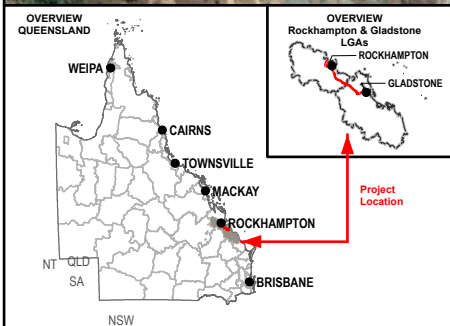 OVERVIEW
QUEENSLAND
WEIPA
CAIRNS
TOWNSVILLE
MACKAY
ROCKHAMPTON
BRISBANE
NT
QLD
SA
NSW
OVERVIEW
Rockhampton & Gladstone
LGAs
ROCKHAMPTON
GLADSTONE
Project
Location